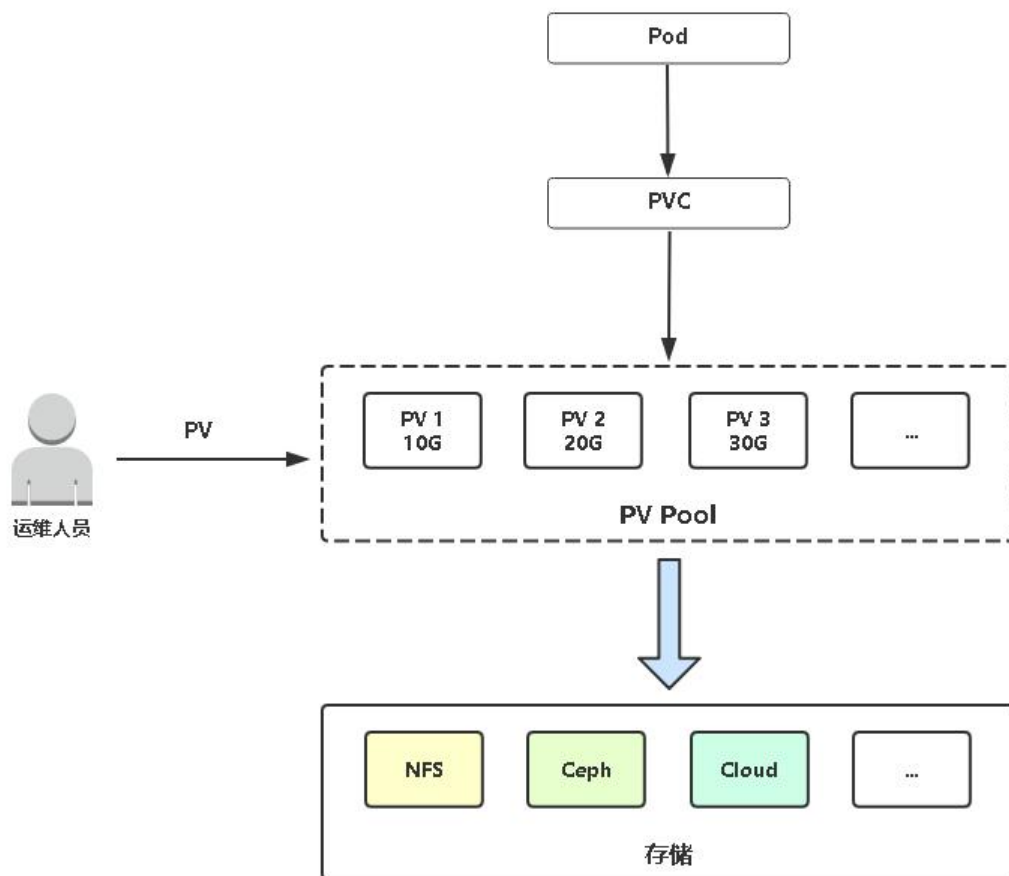 Pod
PVC
PV
运维人员
PV 1
10G
PV 2
20G
PV 3
30G
...
PV Pool
NFS
Ceph
Cloud
...
存储